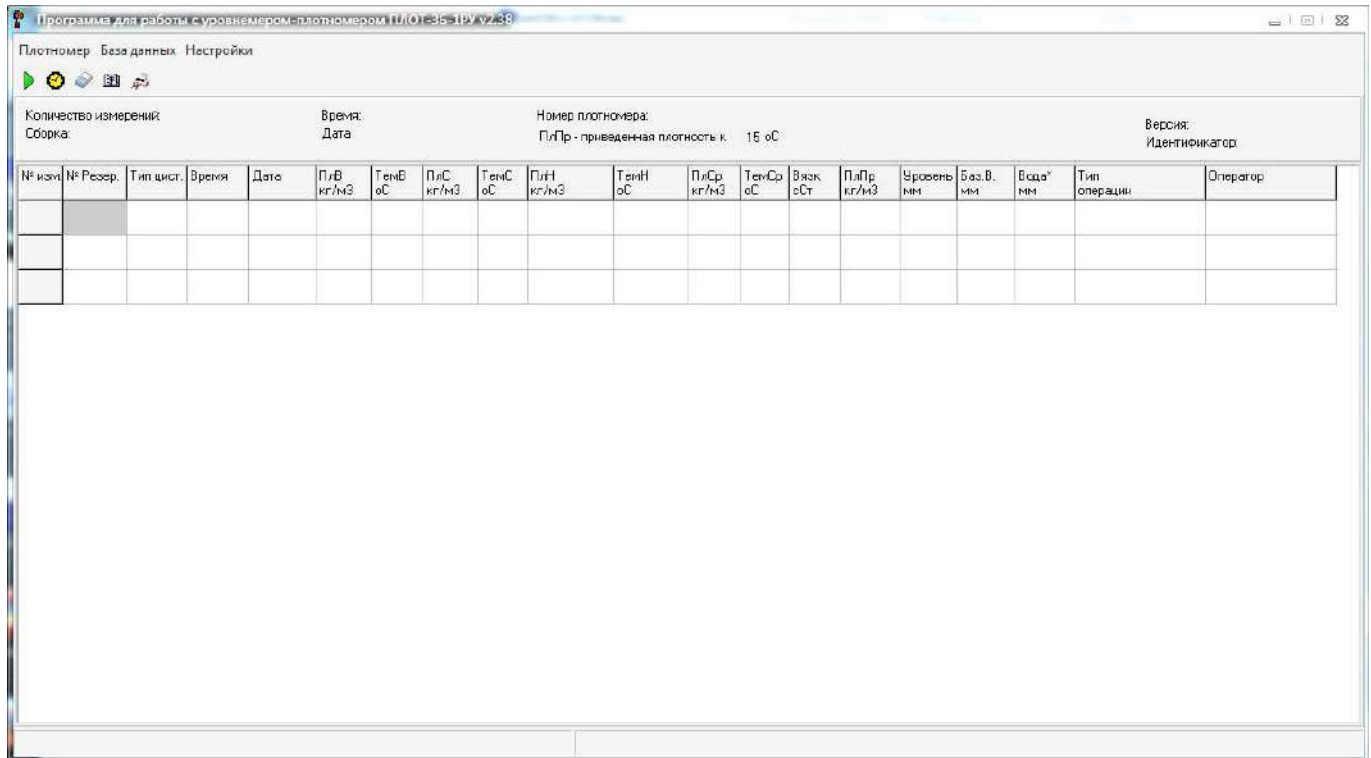 Программа для работы с уровнемером-плотномером ПЛОТ-3Б-1РУ v2.38
Плотномер База данных Настройки
Количество измерений: Время: Номер плотномера: Версия:
Сборка: Дата ПлПр - приведенная плотность к 15 оС Идентификатор:
№ изм. № Резер. Тип цист. Время Дата ПлВ кг/м3 ТемВ оС ПлС кг/м3 ТемС оС ПлН кг/м3 ТемН оС ПлСр кг/м3 ТемСр оС Вязк сСт ПлПр кг/м3 Уровень мм Баз.В. мм Вода* мм Тип операции Оператор